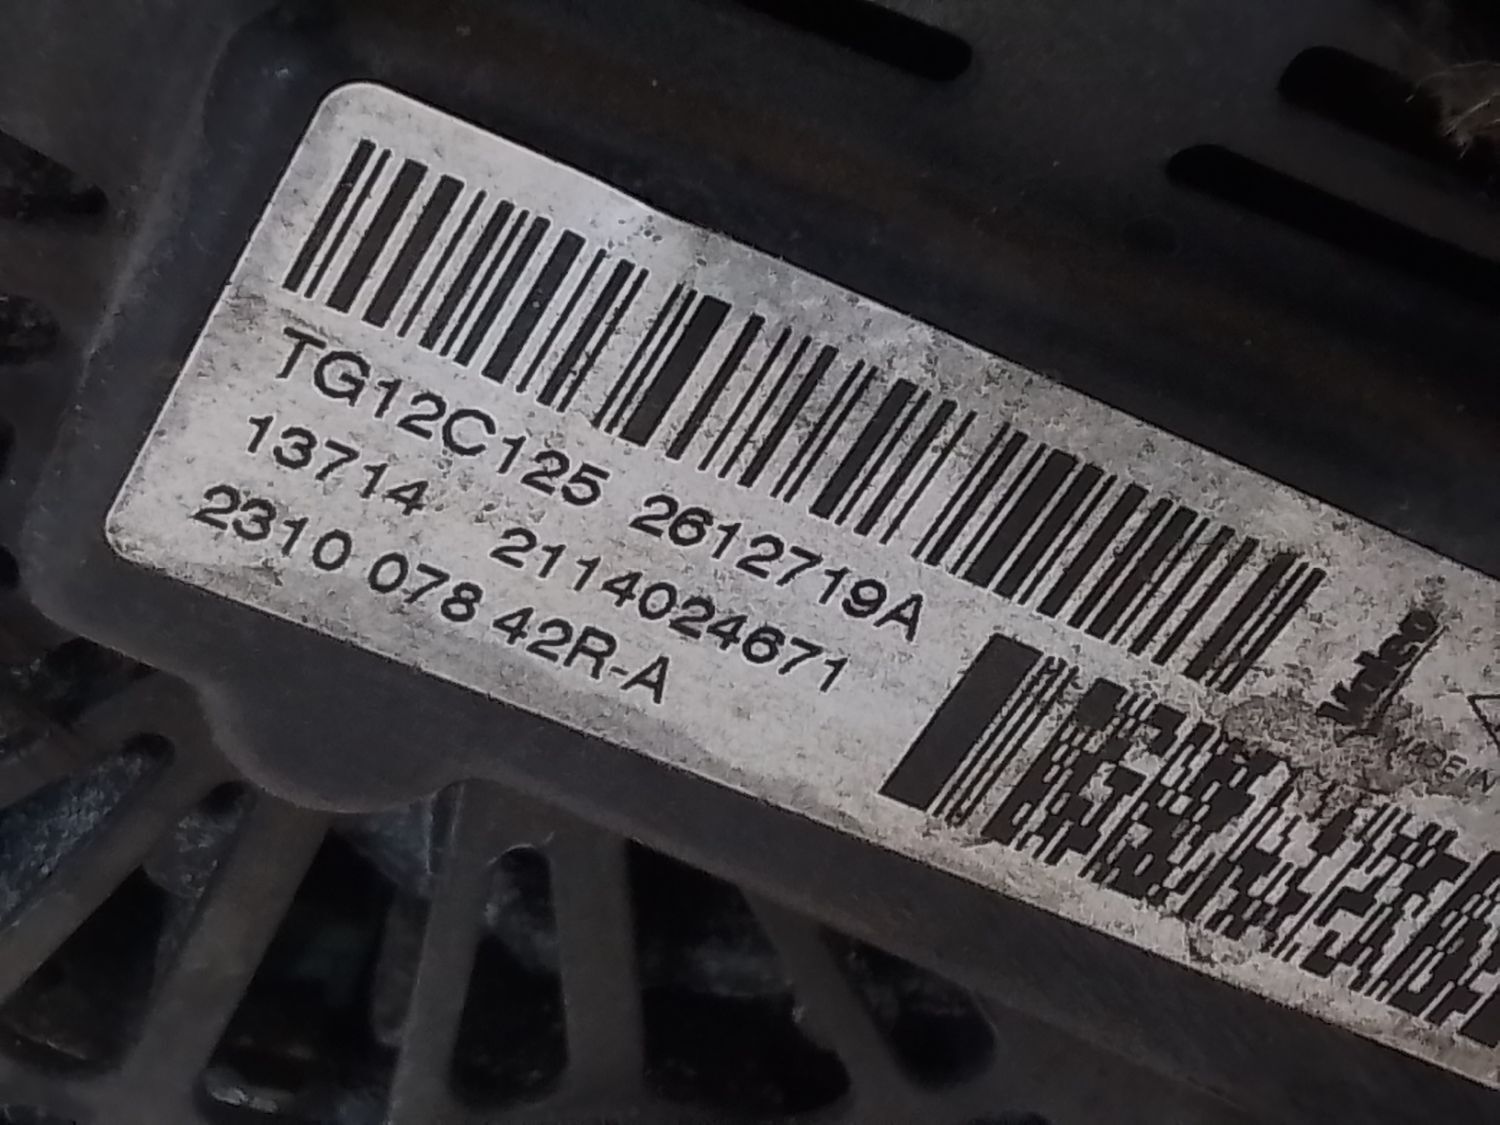 TG12C125 2612719A
13714 2114024671
2310 078 42R-A
Valeo
MADE IN